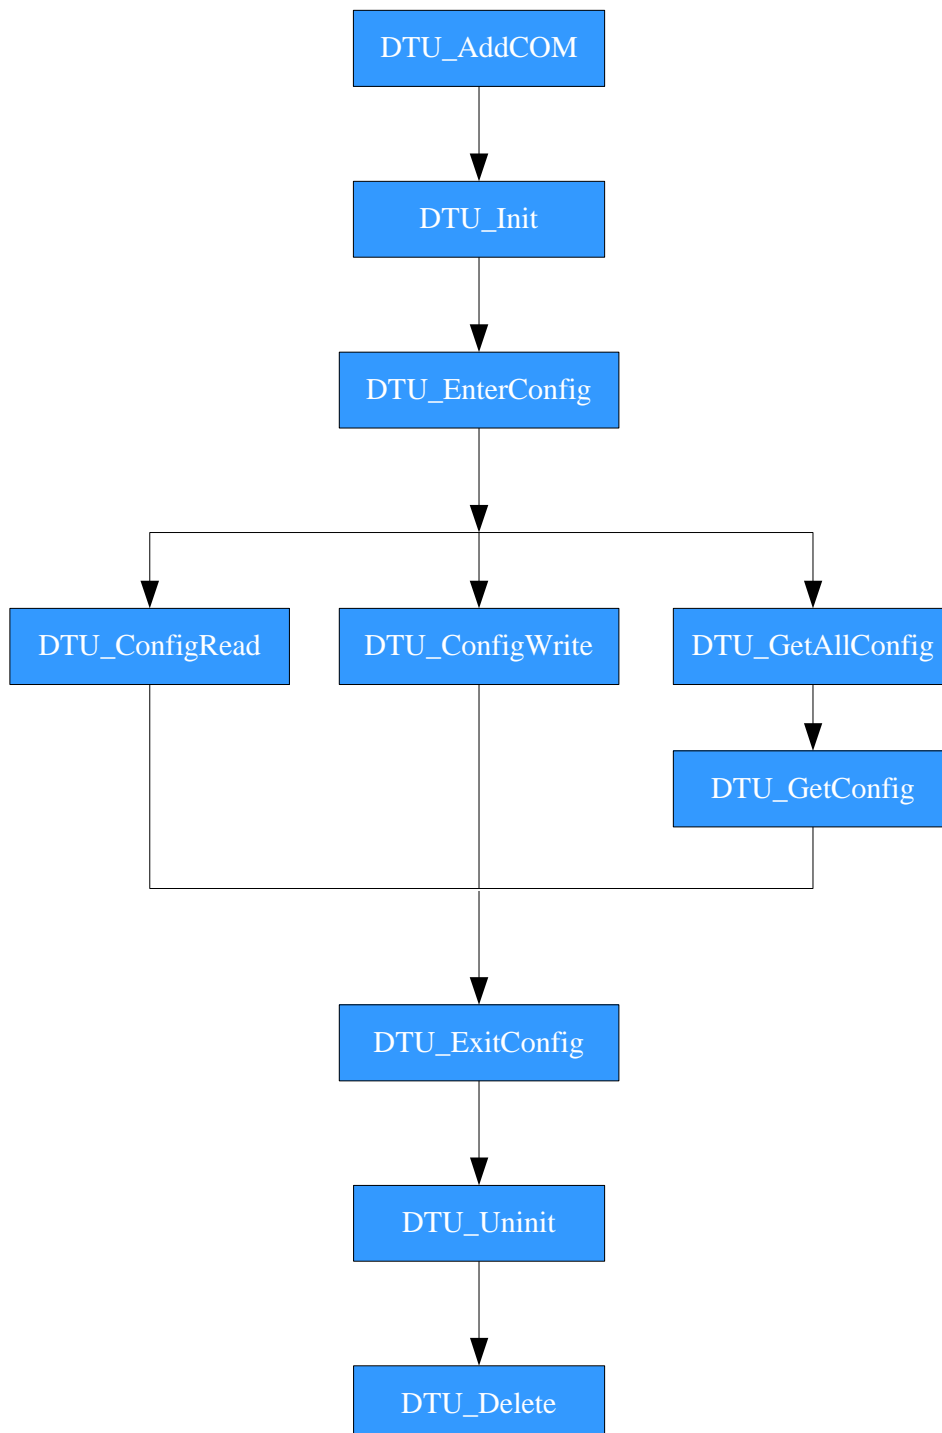 DTU_AddCOM
DTU_Init
DTU_EnterConfig
DTU_ConfigRead
DTU_ConfigWrite
DTU_GetAllConfig
DTU_GetConfig
DTU_ExitConfig
DTU_Uninit
DTU_Delete